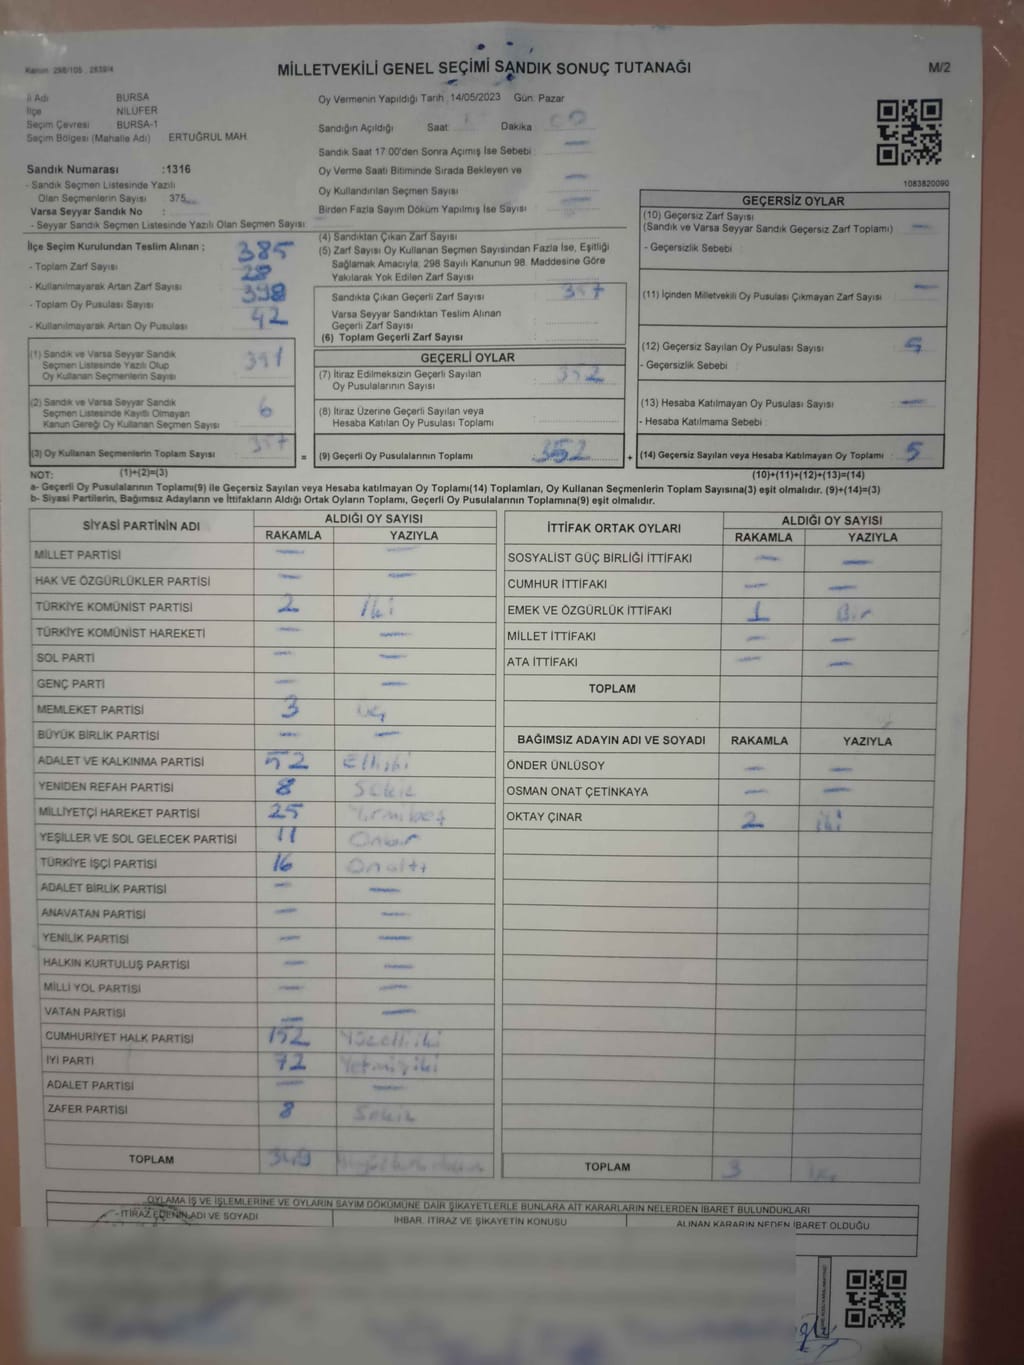 Kanun 298/105 , 2839/4
MİLLETVEKİLİ GENEL SEÇİMİ SANDIK SONUÇ TUTANAĞI
M/2
İl Adı BURSA
İlçe NİLÜFER
Seçim Çevresi BURSA-1
Seçim Bölgesi (Mahalle Adı) ERTUĞRUL MAH.
Sandık Numarası :1316
- Sandık Seçmen Listesinde Yazılı
Olan Seçmenlerin Sayısı 375
Varsa Seyyar Sandık No :
- Seyyar Sandık Seçmen Listesinde Yazılı Olan Seçmen Sayısı
Oy Vermenin Yapıldığı Tarih :14/05/2023 Gün: Pazar
Sandığın Açıldığı Saat Dakika 00
Sandık Saat 17:00'den Sonra Açımış İse Sebebi : —
Oy Verme Saati Bitiminde Sırada Bekleyen ve
Oy Kullandırılan Seçmen Sayısı —
Birden Fazla Sayım Döküm Yapılmış İse Sayısı —
1083820090
İlçe Seçim Kurulundan Teslim Alınan ;
- Toplam Zarf Sayısı 385
- Kullanılmayarak Artan Zarf Sayısı 28
- Toplam Oy Pusulası Sayısı 398
- Kullanılmayarak Artan Oy Pusulası 42
(1) Sandık ve Varsa Seyyar Sandık
Seçmen Listesinde Yazılı Olup
Oy Kullanan Seçmenlerin Sayısı
(2) Sandık ve Varsa Seyyar Sandık
Seçmen Listesinde Kayıtlı Olmayan
Kanun Gereği Oy Kullanan Seçmen Sayısı 6
(3) Oy Kullanan Seçmenlerin Toplam Sayısı 357
(4) Sandıktan Çıkan Zarf Sayısı
(5) Zarf Sayısı Oy Kullanan Seçmen Sayısından Fazla İse, Eşitliği
Sağlamak Amacıyla, 298 Sayılı Kanunun 98. Maddesine Göre
Yakılarak Yok Edilen Zarf Sayısı
Sandıkta Çıkan Geçerli Zarf Sayısı 357
Varsa Seyyar Sandıktan Teslim Alınan
Geçerli Zarf Sayısı
(6) Toplam Geçerli Zarf Sayısı
GEÇERLİ OYLAR
(7) İtiraz Edilmeksizin Geçerli Sayılan
Oy Pusulalarının Sayısı 352
(8) İtiraz Üzerine Geçerli Sayılan veya
Hesaba Katılan Oy Pusulası Toplamı
= (9) Geçerli Oy Pusulalarının Toplamı : 352
GEÇERSİZ OYLAR
(10) Geçersiz Zarf Sayısı
(Sandık ve Varsa Seyyar Sandık Geçersiz Zarf Toplamı) —
- Geçersizlik Sebebi :
(11) İçinden Milletvekili Oy Pusulası Çıkmayan Zarf Sayısı —
(12) Geçersiz Sayılan Oy Pusulası Sayısı 5
- Geçersizlik Sebebi :
(13) Hesaba Katılmayan Oy Pusulası Sayısı —
- Hesaba Katılmama Sebebi :
+ (14) Geçersiz Sayılan veya Hesaba Katılmayan Oy Toplamı 5
NOT: (1)+(2)=(3) (10)+(11)+(12)+(13)=(14)
a- Geçerli Oy Pusulalarının Toplamı(9) ile Geçersiz Sayılan veya Hesaba katılmayan Oy Toplamı(14) Toplamları, Oy Kullanan Seçmenlerin Toplam Sayısına(3) eşit olmalıdır. (9)+(14)=(3)
b- Siyasi Partilerin, Bağımsız Adayların ve İttifakların Aldığı Ortak Oyların Toplamı, Geçerli Oy Pusulalarının Toplamına(9) eşit olmalıdır.
SİYASİ PARTİNİN ADI ALDIĞI OY SAYISI
RAKAMLA YAZIYLA
MİLLET PARTİSİ — —
HAK VE ÖZGÜRLÜKLER PARTİSİ — —
TÜRKİYE KOMÜNİST PARTİSİ 2 İki
TÜRKİYE KOMÜNİST HAREKETİ — —
SOL PARTİ — —
GENÇ PARTİ — —
MEMLEKET PARTİSİ 3 Üç
BÜYÜK BİRLİK PARTİSİ — —
ADALET VE KALKINMA PARTİSİ 52 Elliiki
YENİDEN REFAH PARTİSİ 8 Sekiz
MİLLİYETÇİ HAREKET PARTİSİ 25 Yirmibeş
YEŞİLLER VE SOL GELECEK PARTİSİ 11 Onbir
TÜRKİYE İŞÇİ PARTİSİ 16 Onaltı
ADALET BİRLİK PARTİSİ — —
ANAVATAN PARTİSİ — —
YENİLİK PARTİSİ — —
HALKIN KURTULUŞ PARTİSİ — —
MİLLİ YOL PARTİSİ — —
VATAN PARTİSİ — —
CUMHURİYET HALK PARTİSİ 152 Yüzelliiki
İYİ PARTİ 72 Yetmişiki
ADALET PARTİSİ — —
ZAFER PARTİSİ 8 Sekiz
TOPLAM 349
İTTİFAK ORTAK OYLARI ALDIĞI OY SAYISI
RAKAMLA YAZIYLA
SOSYALİST GÜÇ BİRLİĞİ İTTİFAKI — —
CUMHUR İTTİFAKI — —
EMEK VE ÖZGÜRLÜK İTTİFAKI 1 Bir
MİLLET İTTİFAKI — —
ATA İTTİFAKI — —
TOPLAM
BAĞIMSIZ ADAYIN ADI VE SOYADI RAKAMLA YAZIYLA
ÖNDER ÜNLÜSOY — —
OSMAN ONAT ÇETİNKAYA — —
OKTAY ÇINAR 2 iki
TOPLAM 3 Üç
OYLAMA İŞ VE İŞLEMLERİNE VE OYLARIN SAYIM DÖKÜMÜNE DAİR ŞİKAYETLERLE BUNLARA AİT KARARLARIN NELERDEN İBARET BULUNDUKLARI
İTİRAZ EDENİN ADI VE SOYADI İHBAR, İTİRAZ VE ŞİKAYETİN KONUSU ALINAN KARARIN NEDEN İBARET OLDUĞU